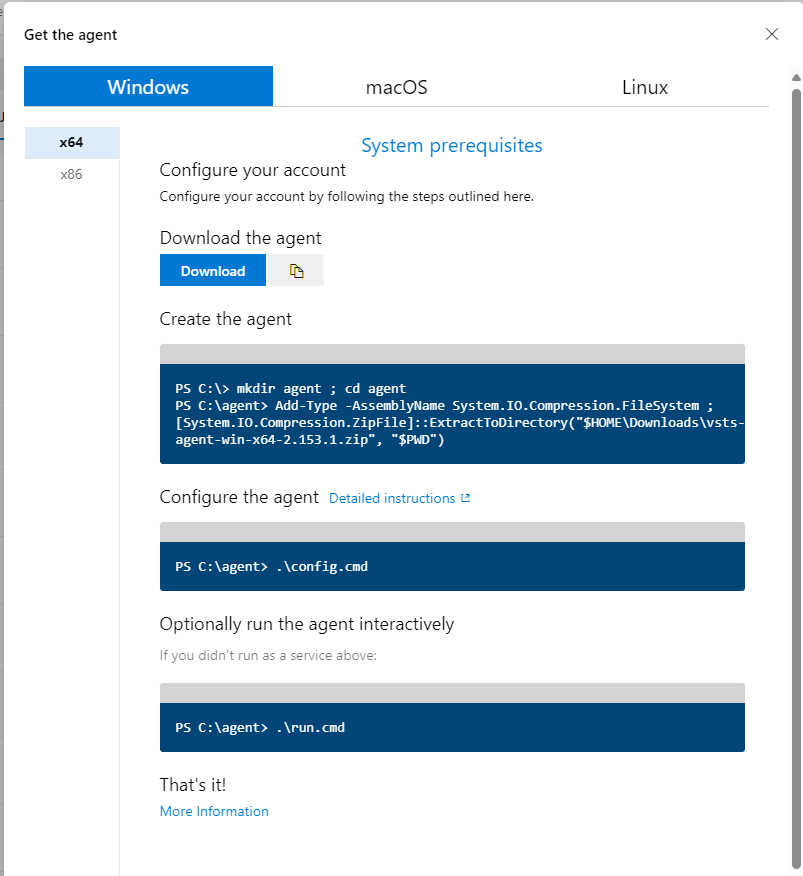 Get the agent
Windows
macOS
Linux
x64
x86
System prerequisites
Configure your account
Configure your account by following the steps outlined here.
Download the agent
Download
Create the agent
PS C:\> mkdir agent ; cd agent
PS C:\agent> Add-Type -AssemblyName System.IO.Compression.FileSystem ;
[System.IO.Compression.ZipFile]::ExtractToDirectory("$HOME\Downloads\vsts-
agent-win-x64-2.153.1.zip", "$PWD")
Configure the agent Detailed instructions
PS C:\agent> .\config.cmd
Optionally run the agent interactively
If you didn't run as a service above:
PS C:\agent> .\run.cmd
That's it!
More Information